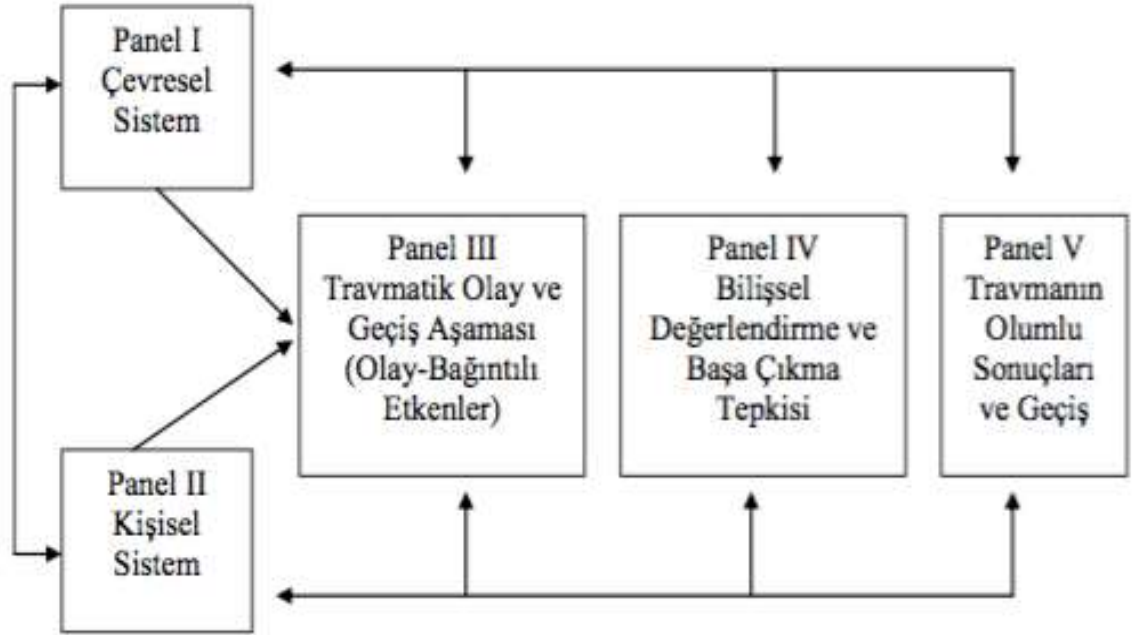 Panel I
Çevresel
Sistem
Panel III
Travmatik Olay ve
Geçiş Aşaması
(Olay-Bağıntılı
Etkenler)
Panel IV
Bilişsel
Değerlendirme ve
Başa Çıkma
Tepkisi
Panel V
Travmanın
Olumlu
Sonuçları
ve Geçiş
Panel II
Kişisel
Sistem